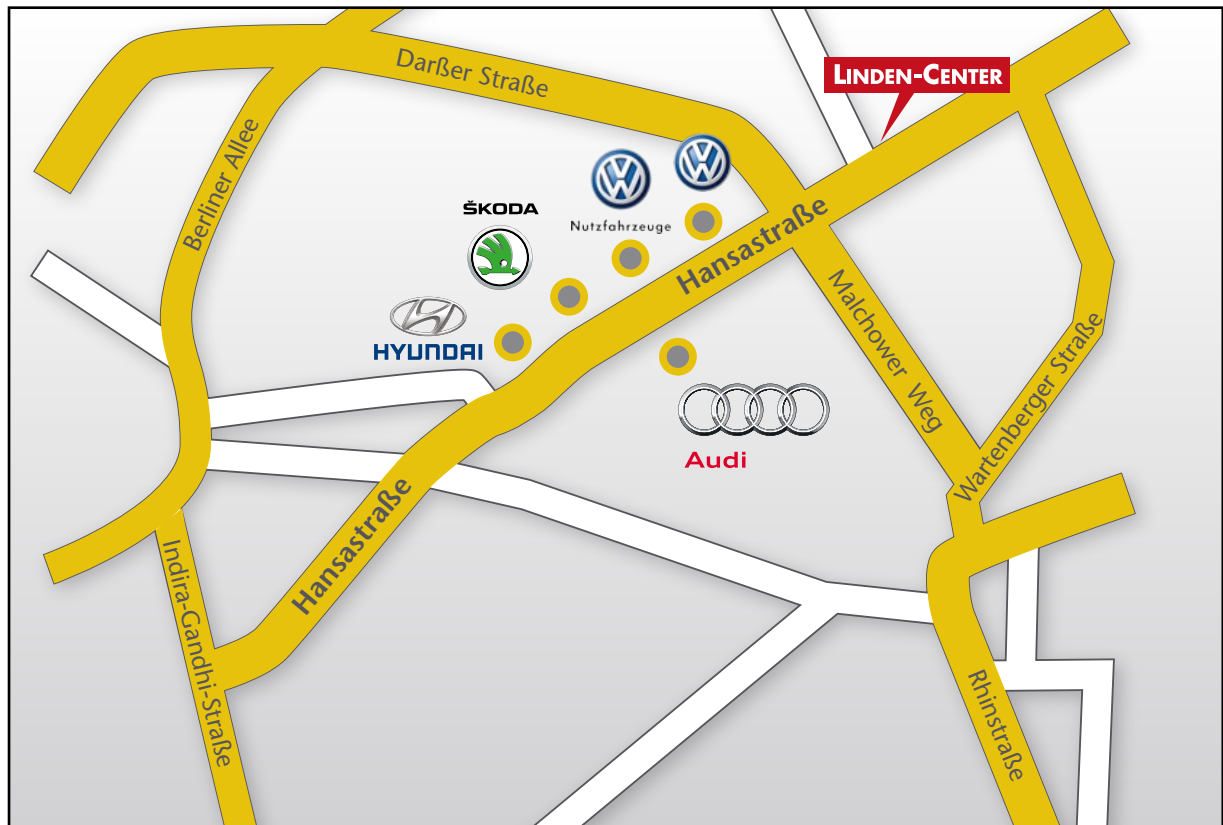 Darßer Straße
LINDEN-CENTER
Berliner Allee
ŠKODA
Nutzfahrzeuge
Hansastraße
Malchower Weg
HYUNDAI
Wartenberger Straße
Audi
Hansastraße
Indira-Gandhi-Straße
Rhinstraße